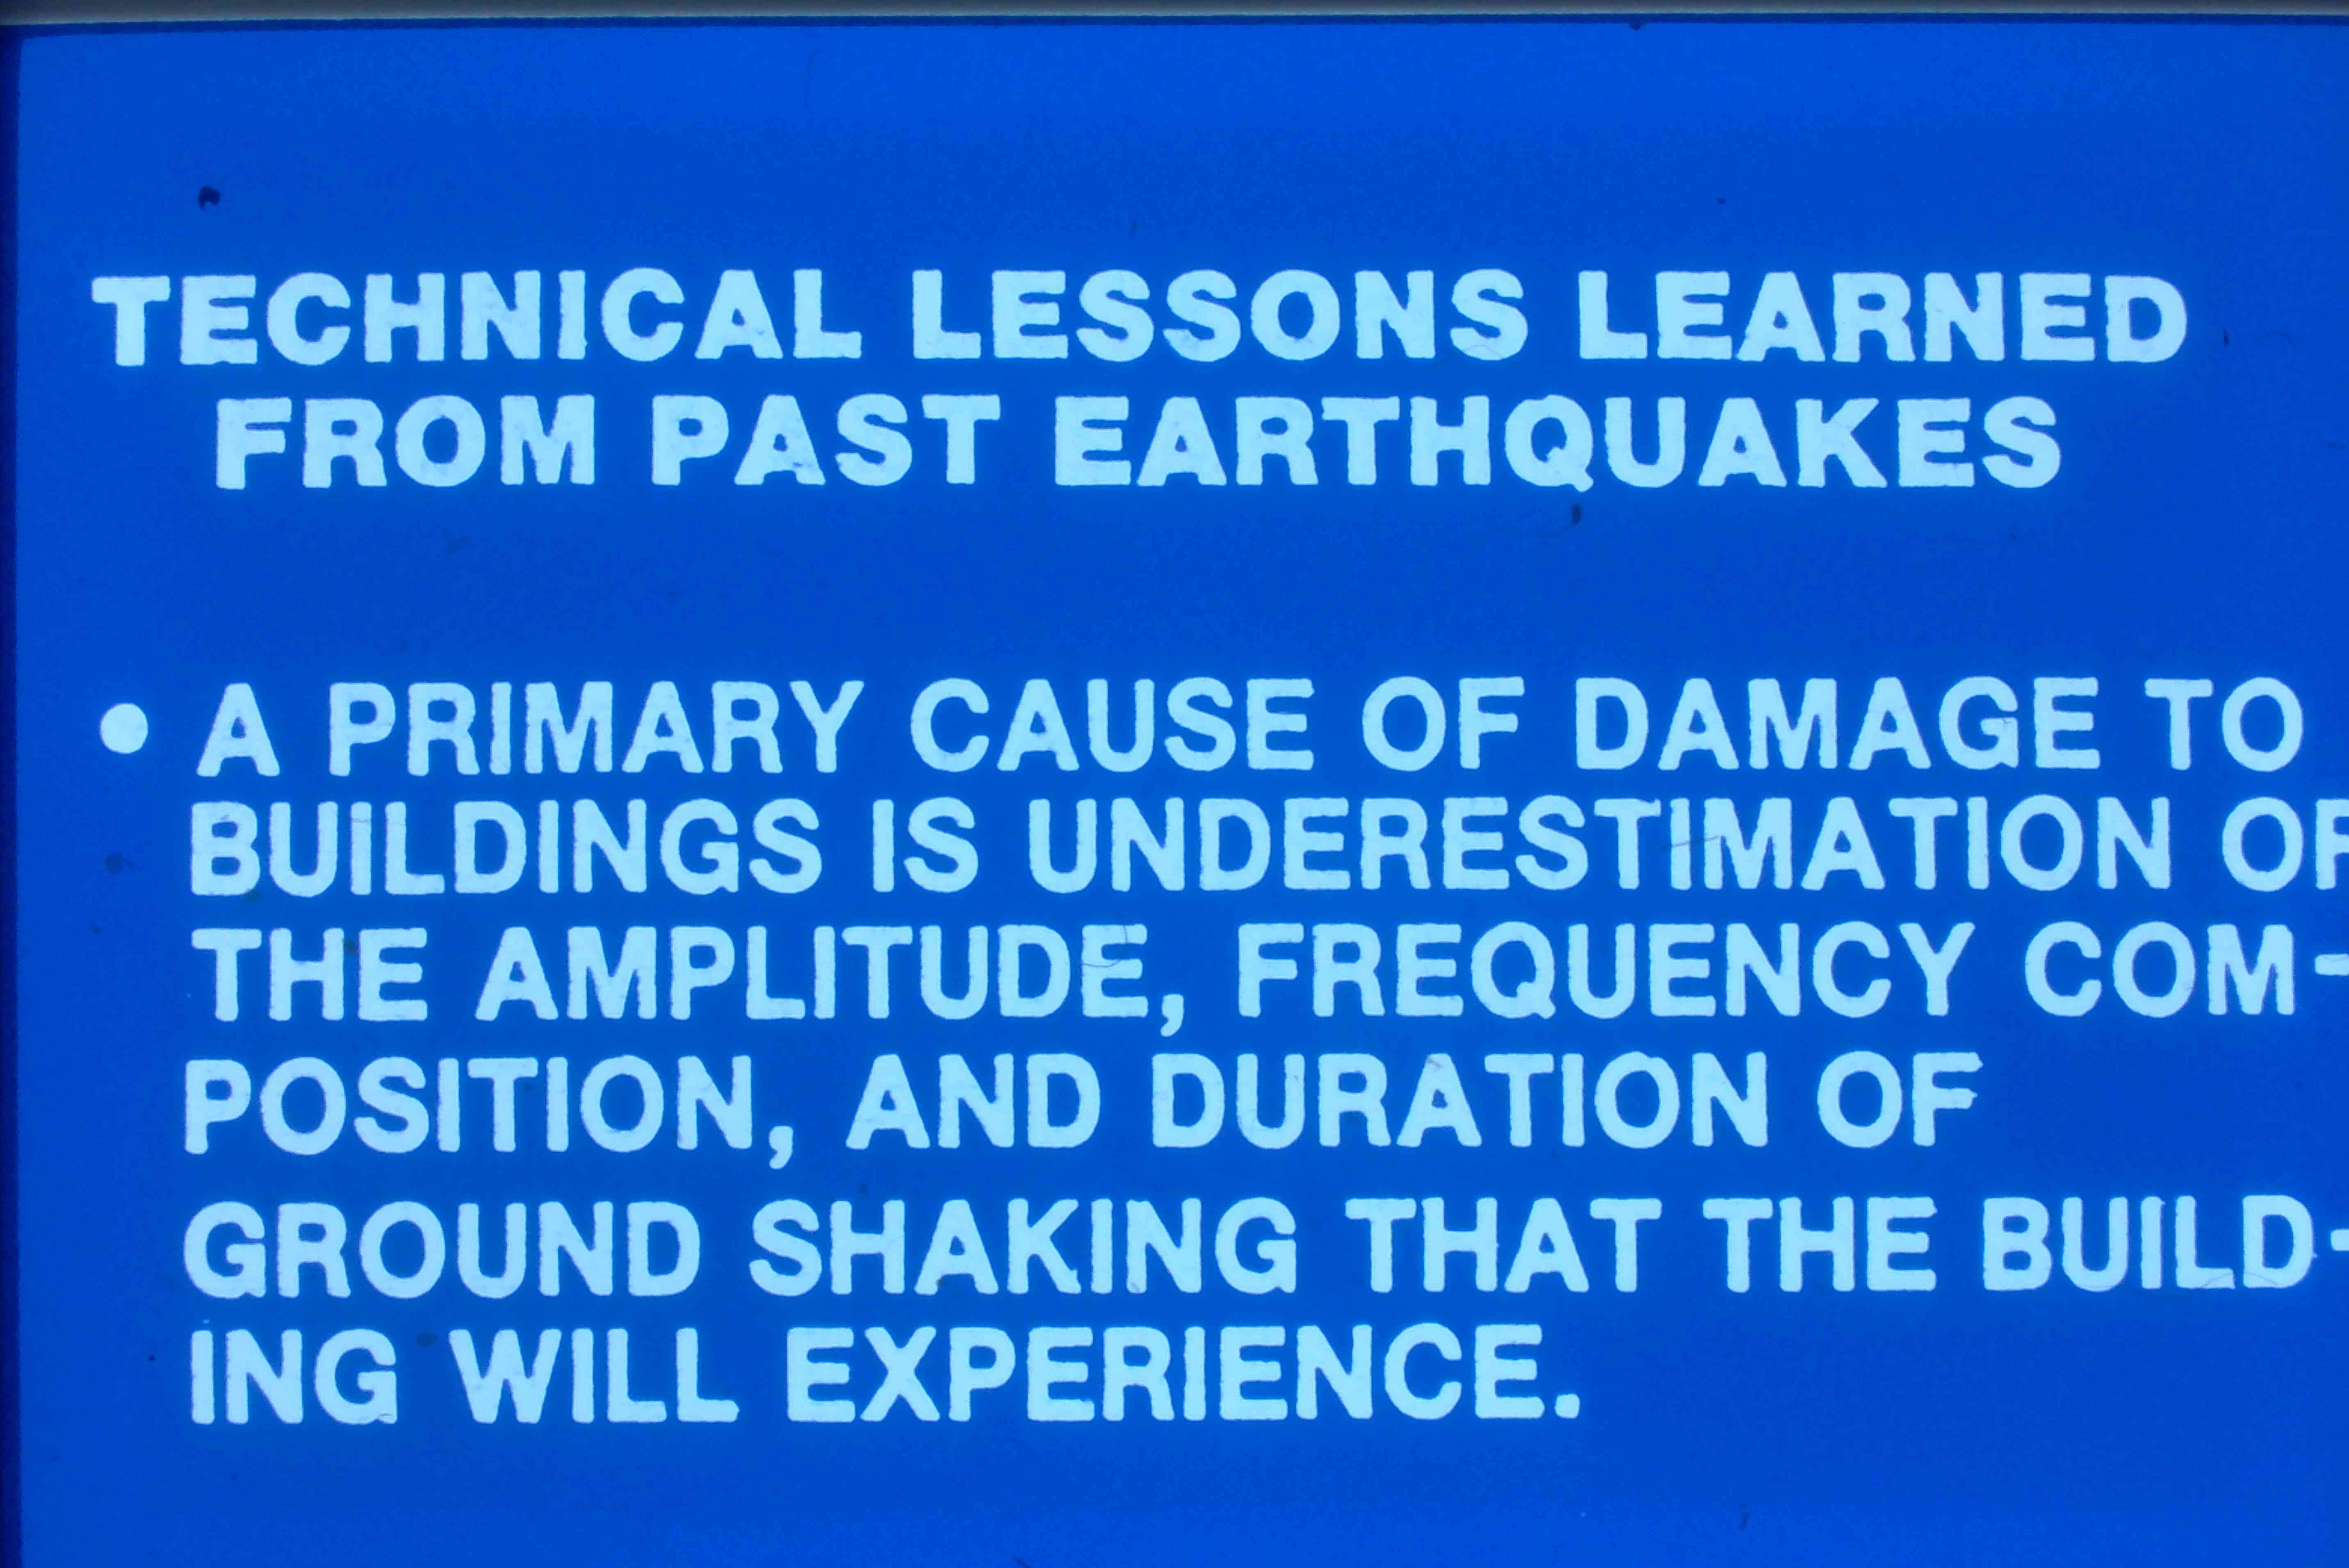 TECHNICAL LESSONS LEARNED
FROM PAST EARTHQUAKES
• A PRIMARY CAUSE OF DAMAGE TO
BUILDINGS IS UNDERESTIMATION OF
THE AMPLITUDE, FREQUENCY COM-
POSITION, AND DURATION OF
GROUND SHAKING THAT THE BUILD-
ING WILL EXPERIENCE.